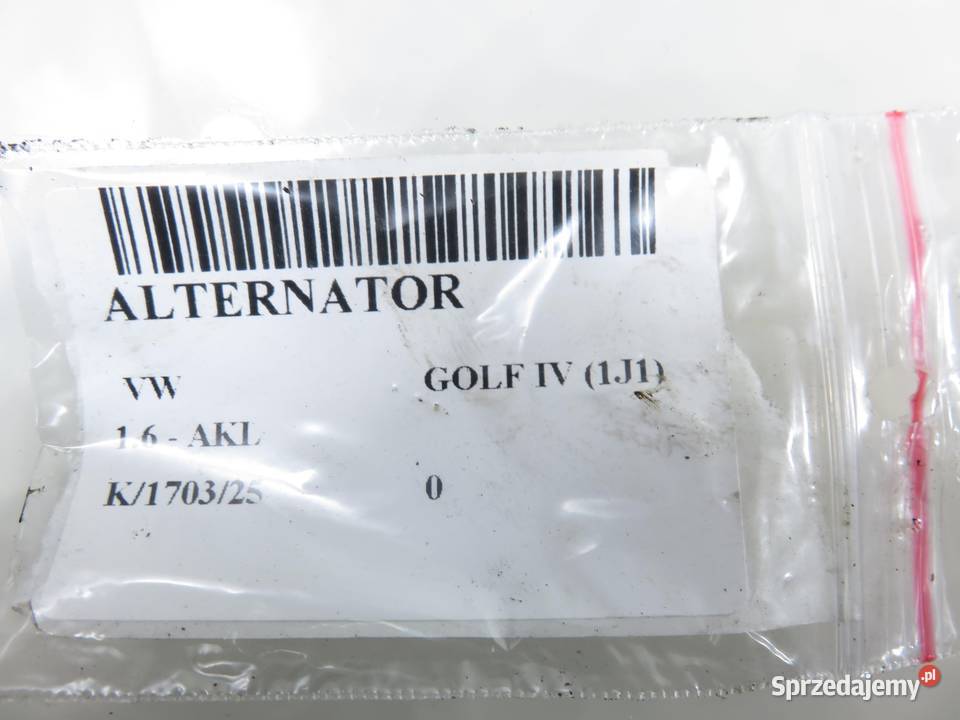 ALTERNATOR
VW GOLF IV (1J1)
1.6 - AKL
K/1703/25 0
Sprzedajemy.pl